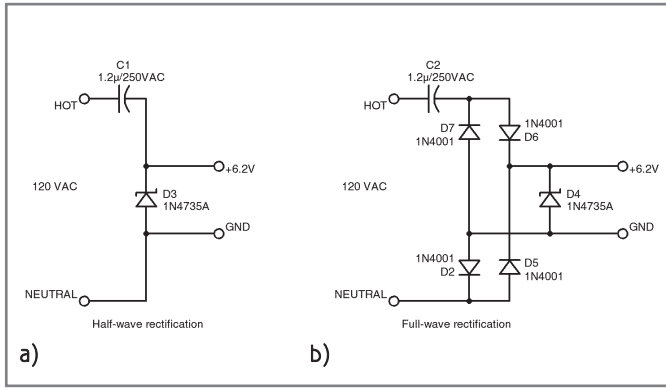 C1
1.2µ/250VAC
HOT
+6.2V
120 VAC
D3
1N4735A
GND
NEUTRAL
Half-wave rectification
a)
C2
1.2µ/250VAC
HOT
D7
1N4001
1N4001
D6
+6.2V
120 VAC
D4
1N4735A
GND
1N4001
D2
D5
1N4001
NEUTRAL
Full-wave rectification
b)